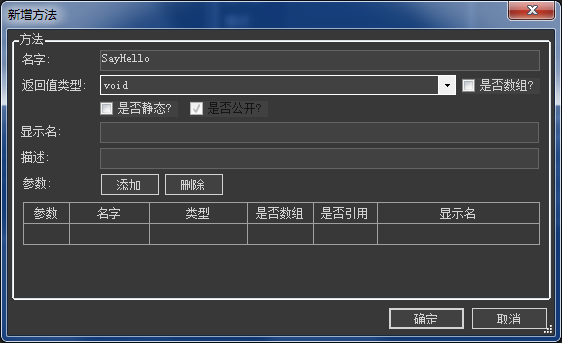 新增方法
方法
名字:
SayHello
返回值类型:
void
是否数组?
是否静态?
是否公开?
显示名:
描述:
参数:
添加
删除
参数 名字 类型 是否数组 是否引用 显示名
确定
取消